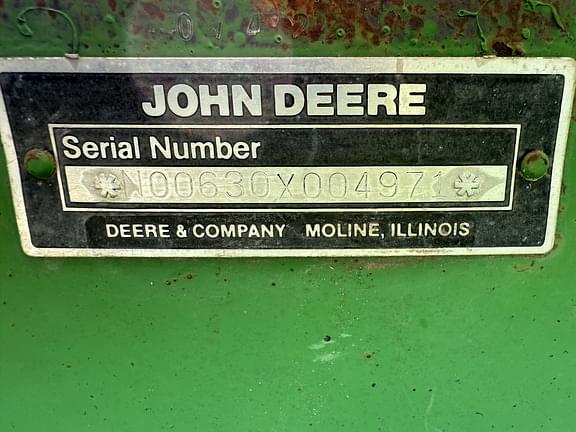 JOHN DEERE
Serial Number
*N00630X004971*
DEERE & COMPANY MOLINE, ILLINOIS